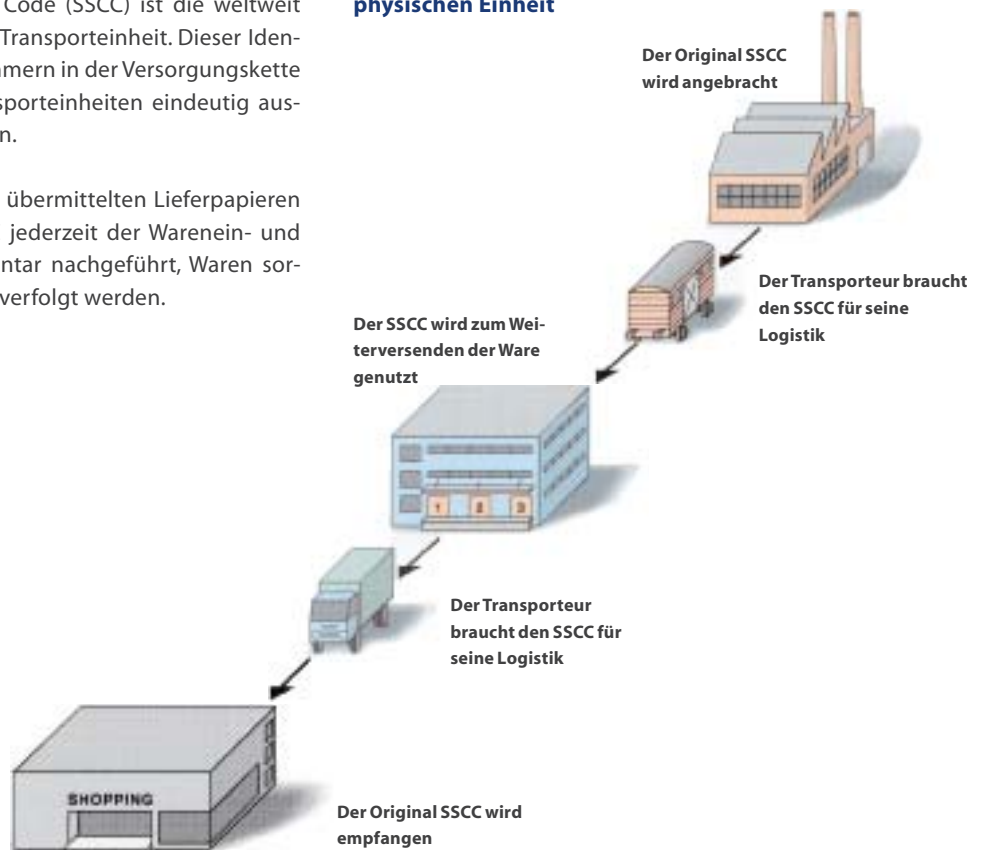 Code (SSCC) ist die weltweit
Transporteinheit. Dieser Iden-
mern in der Versorgungskette
sporteinheiten eindeutig aus-
n.
übermittelten Lieferpapieren
jederzeit der Warenein- und
ntar nachgeführt, Waren sor-
verfolgt werden.
physischen Einheit
Der Original SSCC
wird angebracht
Der Transporteur braucht
den SSCC für seine
Logistik
Der SSCC wird zum Wei-
terversenden der Ware
genutzt
1 2 3
Der Transporteur
braucht den SSCC für
seine Logistik
SHOPPING
Der Original SSCC wird
empfangen